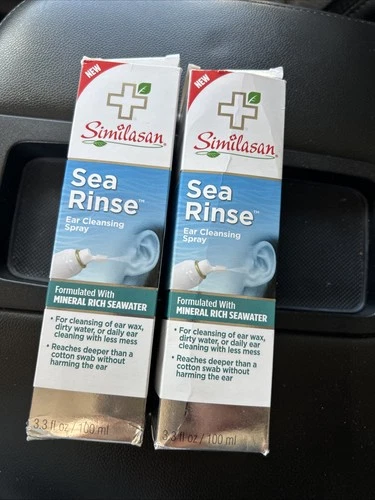 NEW
Similasan
Sea
Rinse™
Ear Cleansing
Spray
Formulated With
MINERAL RICH SEAWATER
• For cleansing of ear wax,
dirty water, or daily ear
cleaning with less mess
• Reaches deeper than a
cotton swab without
harming the ear
3.3 fl oz / 100 ml
NEW
Similasan
Sea
Rinse™
Ear Cleansing
Spray
Formulated With
MINERAL RICH SEAWATER
• For cleansing of ear wax,
dirty water, or daily ear
cleaning with less mess
• Reaches deeper than a
cotton swab without
harming the ear
3.3 fl oz / 100 ml